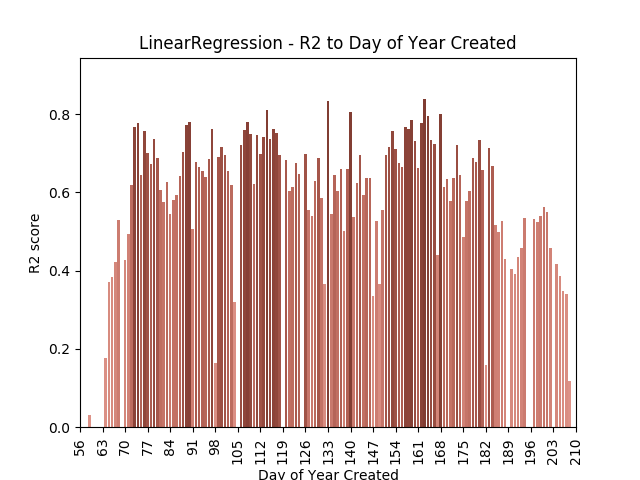 LinearRegression - R2 to Day of Year Created
R2 score
0.8
0.6
0.4
0.2
0.0
56 63 70 77 84 91 98 105 112 119 126 133 140 147 154 161 168 175 182 189 196 203 210
Day of Year Created